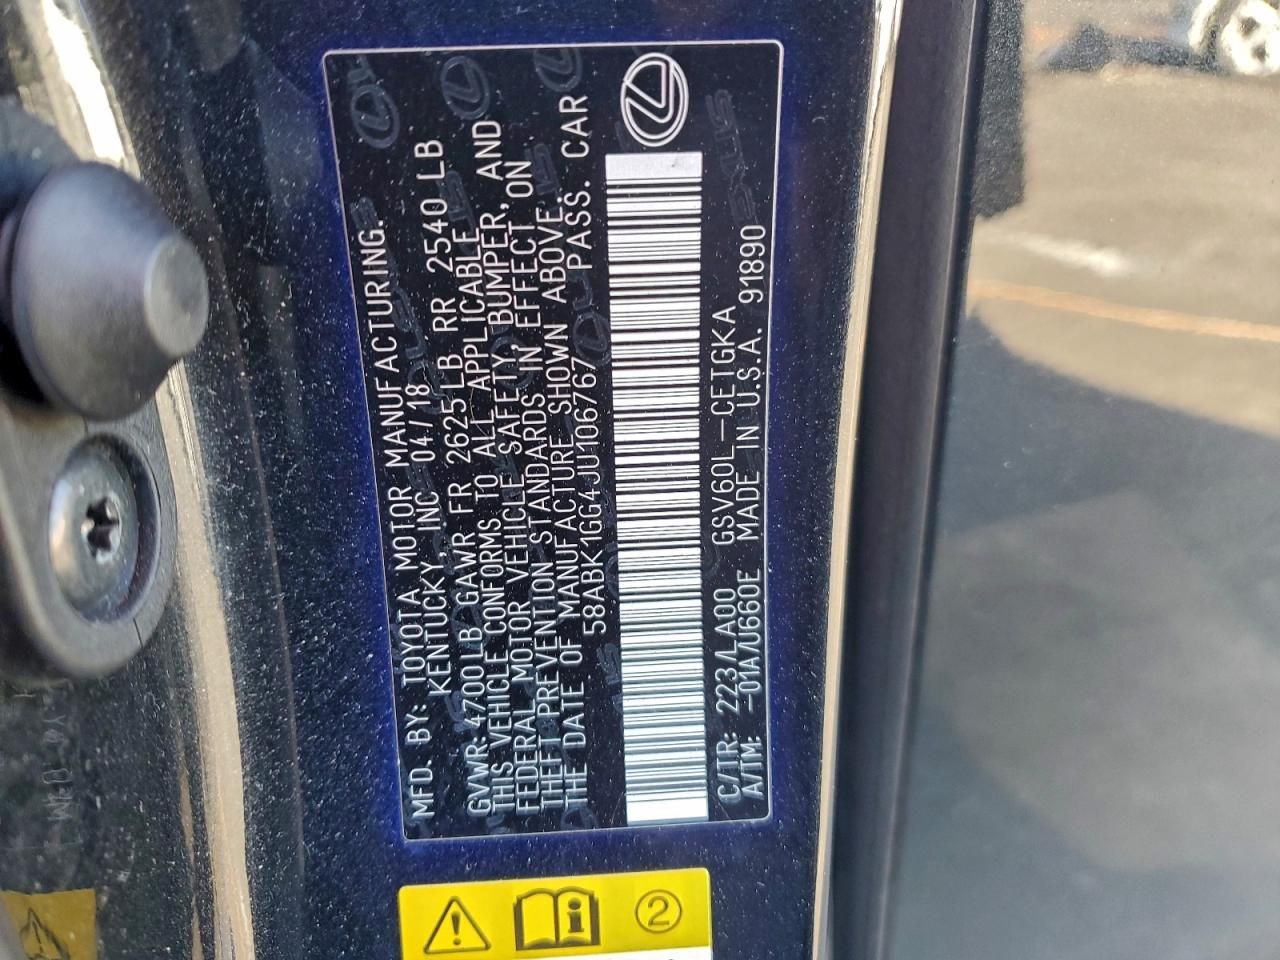 MFD. BY: TOYOTA MOTOR MANUFACTURING.
KENTUCKY, INC 04/18
GVWR: 4700LB GAWR FR 2625LB RR 2540LB
THIS VEHICLE CONFORMS TO ALL APPLICABLE
FEDERAL MOTOR VEHICLE SAFETY, BUMPER, AND
THEFT PREVENTION STANDARDS IN EFFECT ON
THE DATE OF MANUFACTURE SHOWN ABOVE.
58ABK1GG4JU106767 PASS. CAR
C/TR: 223/LA00 GSV60L-CETGKA
A/TM: -01A/U660E MADE IN U.S.A. 91890
2